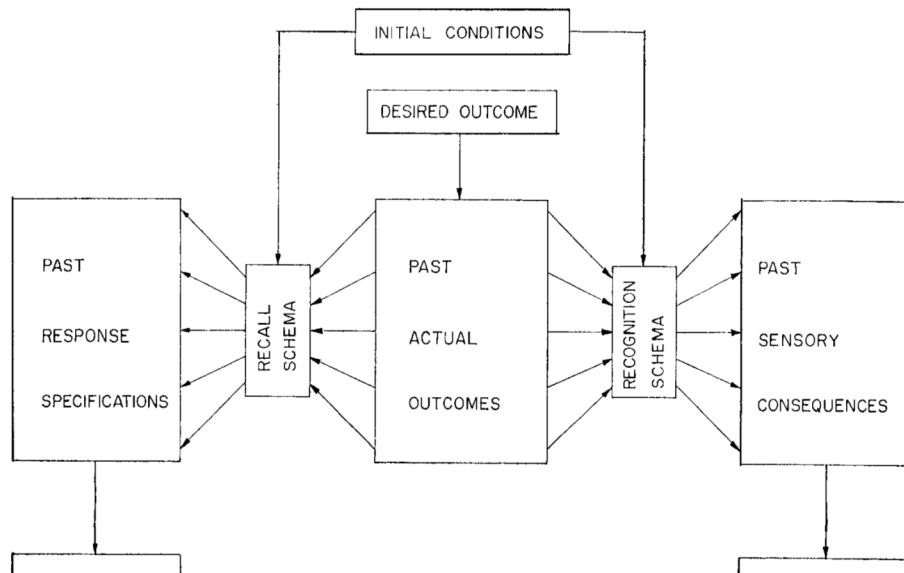 INITIAL CONDITIONS
DESIRED OUTCOME
PAST
RESPONSE
SPECIFICATIONS
RECALL
SCHEMA
PAST
ACTUAL
OUTCOMES
RECOGNITION
SCHEMA
PAST
SENSORY
CONSEQUENCES